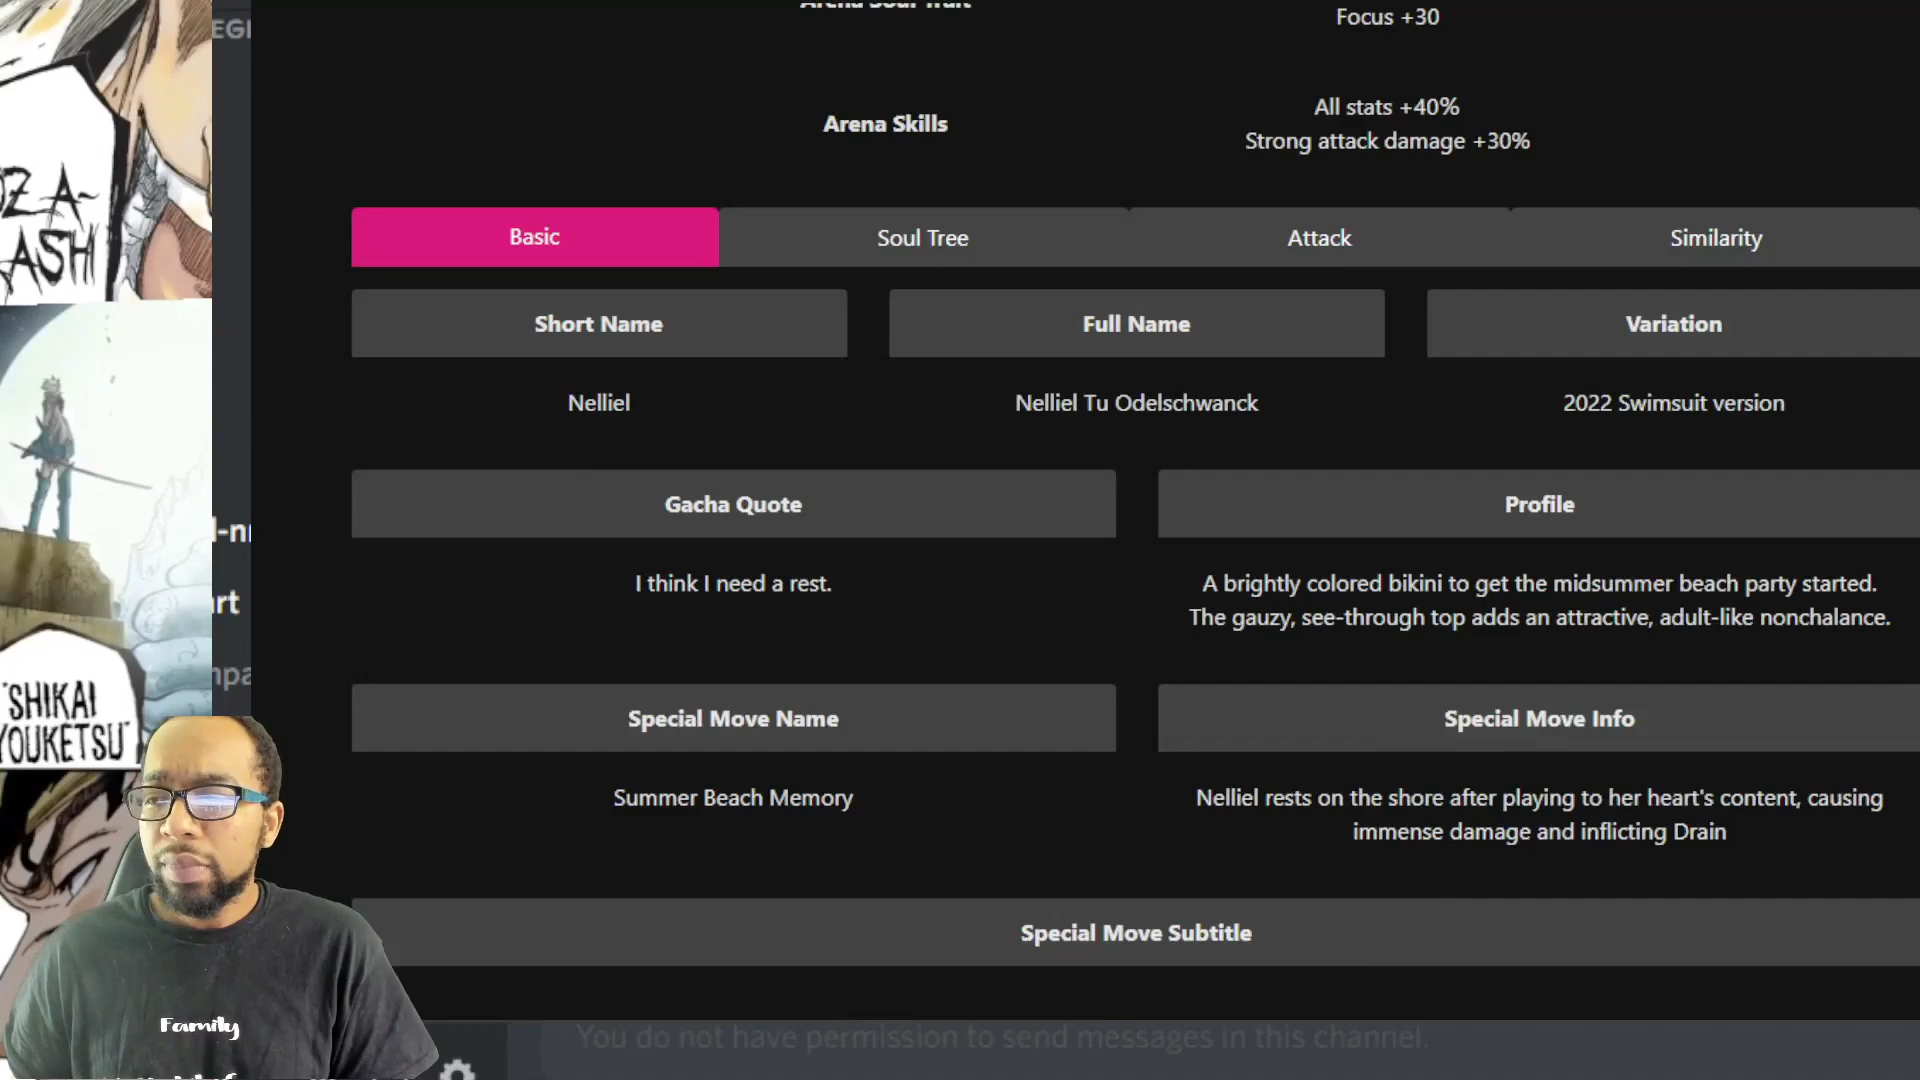 Focus +30
All stats +40%
Arena Skills
Strong attack damage +30%
Basic
Soul Tree
Attack
Similarity
Short Name
Full Name
Variation
Nelliel
Nelliel Tu Odelschwanck
2022 Swimsuit version
Gacha Quote
Profile
I think I need a rest.
A brightly colored bikini to get the midsummer beach party started.
The gauzy, see-through top adds an attractive, adult-like nonchalance.
Special Move Name
Special Move Info
Summer Beach Memory
Nelliel rests on the shore after playing to her heart's content, causing
immense damage and inflicting Drain
Special Move Subtitle
You do not have permission to send messages in this channel.
"SHIKAI
YOUKETSU"
Family